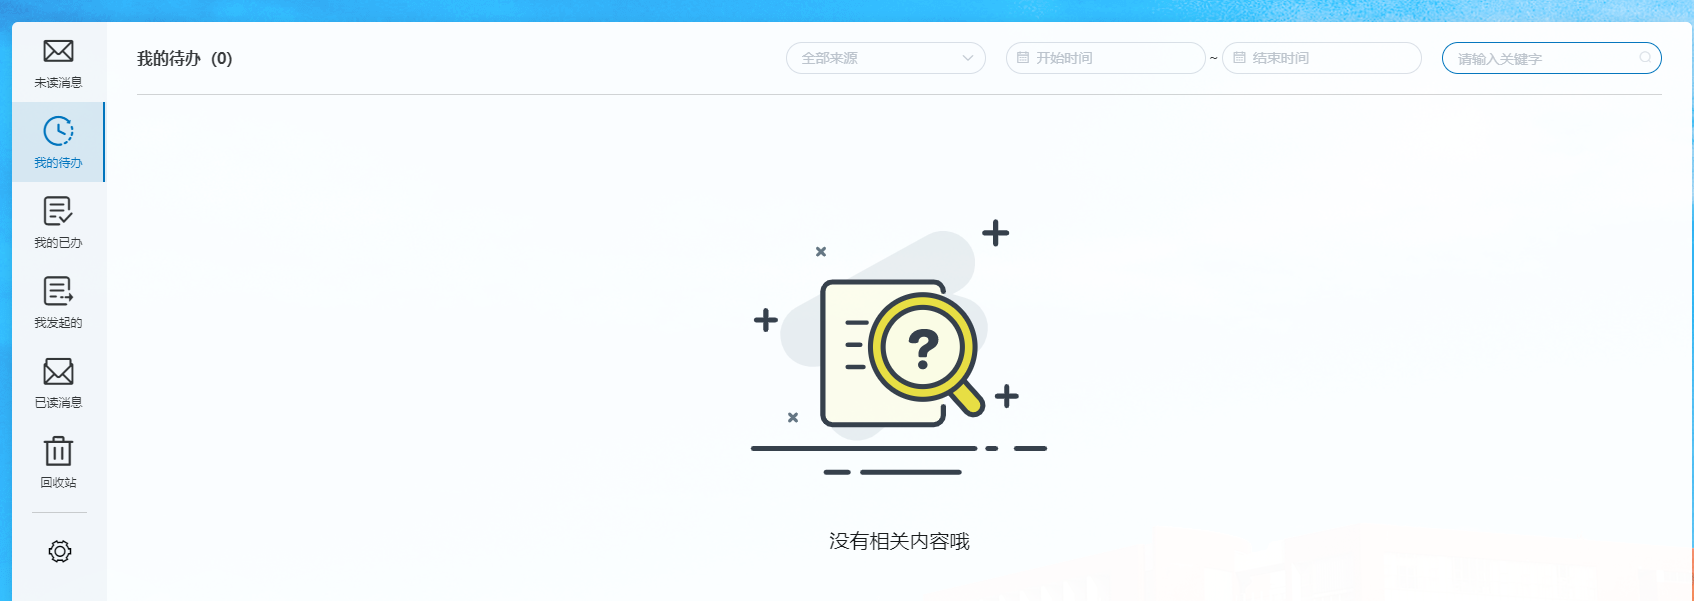 未读消息
我的待办
我的已办
我发起的
已读消息
回收站
我的待办 (0)
全部来源
开始时间
~
结束时间
请输入关键字
?
没有相关内容哦